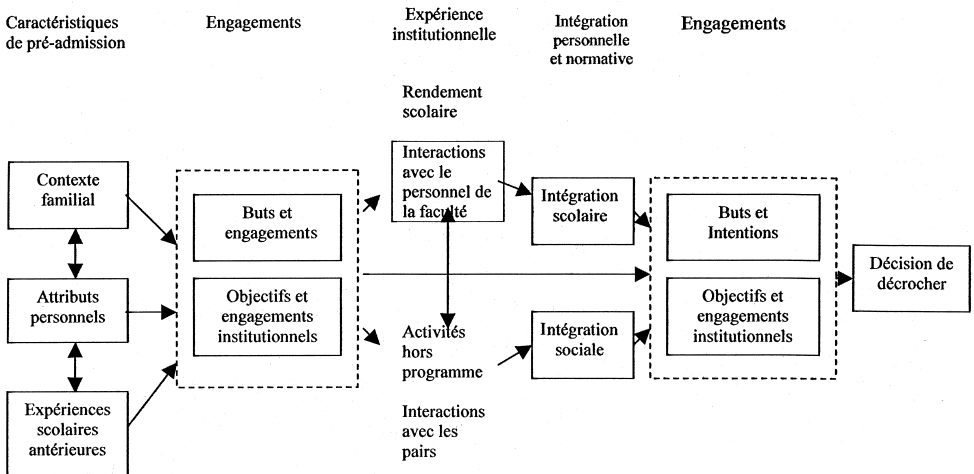 Caractéristiques
de pré-admission
Engagements
Expérience
institutionnelle
Intégration
personnelle
et normative
Engagements
Contexte
familial
Attributs
personnels
Expériences
scolaires
antérieures
Buts et
engagements
Objectifs et
engagements
institutionnels
Rendement
scolaire
Interactions
avec le
personnel de
la faculté
Activités
hors
programme
Interactions
avec les
pairs
Intégration
scolaire
Intégration
sociale
Buts et
Intentions
Objectifs et
engagements
institutionnels
Décision de
décrocher